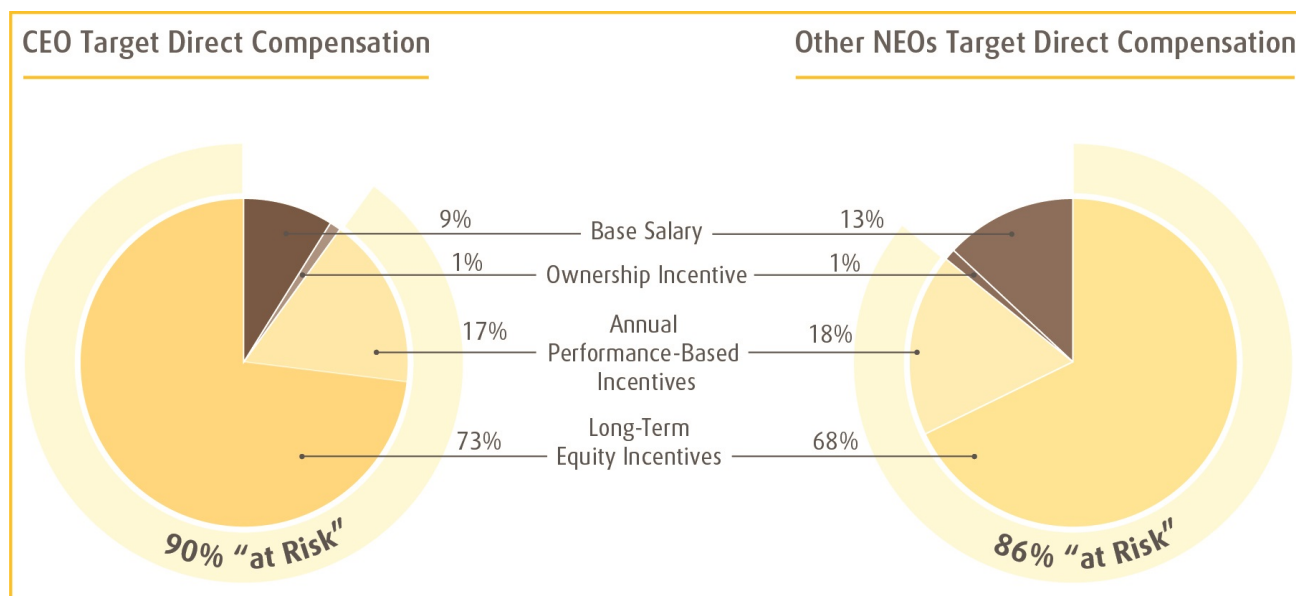 CEO Target Direct Compensation
Other NEOs Target Direct Compensation
9% Base Salary 13%
1% Ownership Incentive 1%
17% Annual Performance-Based Incentives 18%
73% Long-Term Equity Incentives 68%
90% “at Risk”
86% “at Risk”